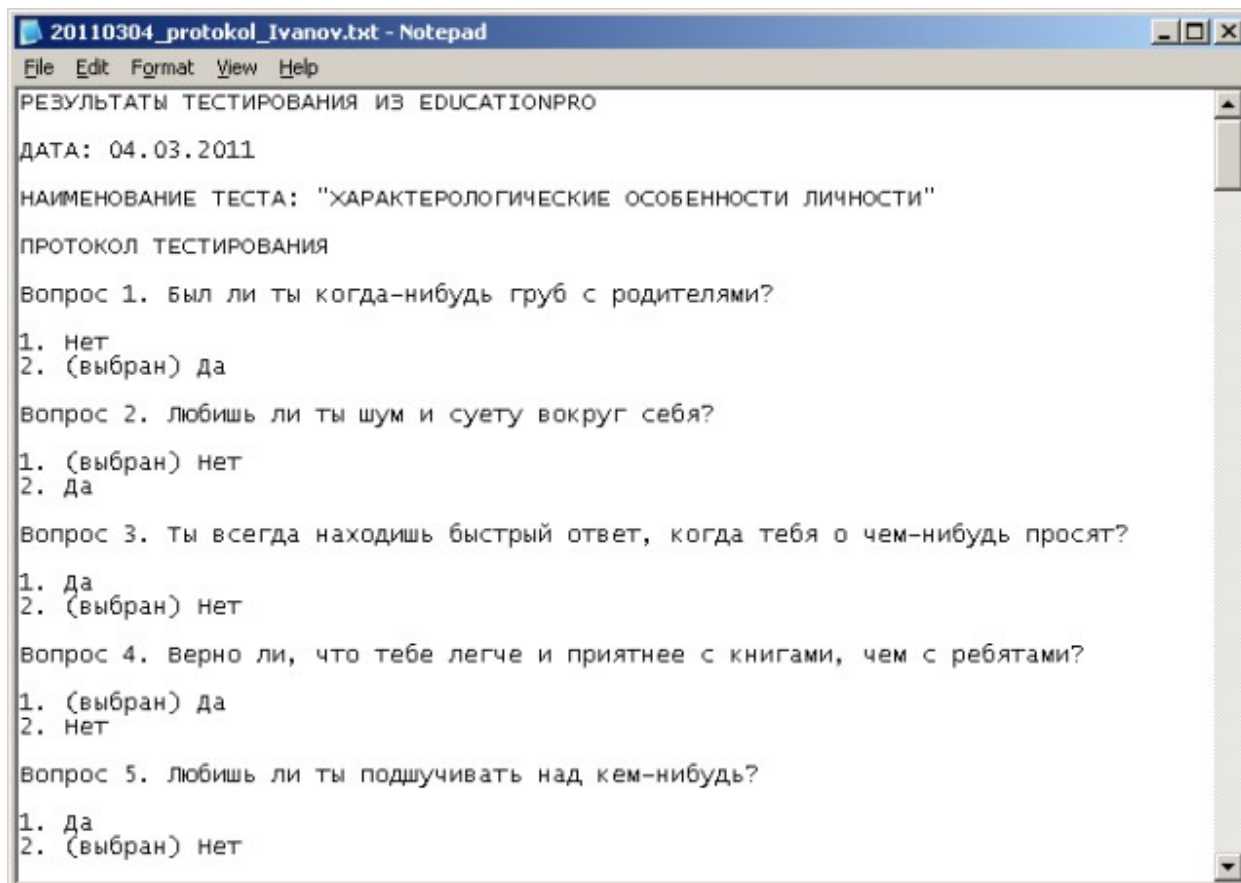 20110304_protokol_Ivanov.txt - Notepad
File Edit Format View Help
РЕЗУЛЬТАТЫ ТЕСТИРОВАНИЯ ИЗ EDUCATIONPRO
ДАТА: 04.03.2011
НАИМЕНОВАНИЕ ТЕСТА: "ХАРАКТЕРОЛОГИЧЕСКИЕ ОСОБЕННОСТИ ЛИЧНОСТИ"
ПРОТОКОЛ ТЕСТИРОВАНИЯ
Вопрос 1. Был ли ты когда-нибудь груб с родителями?
1. Нет
2. (выбран) Да
Вопрос 2. Любишь ли ты шум и суету вокруг себя?
1. (выбран) Нет
2. Да
Вопрос 3. Ты всегда находишь быстрый ответ, когда тебя о чем-нибудь просят?
1. Да
2. (выбран) Нет
Вопрос 4. Верно ли, что тебе легче и приятнее с книгами, чем с ребятами?
1. (выбран) Да
2. Нет
Вопрос 5. Любишь ли ты подшучивать над кем-нибудь?
1. Да
2. (выбран) Нет